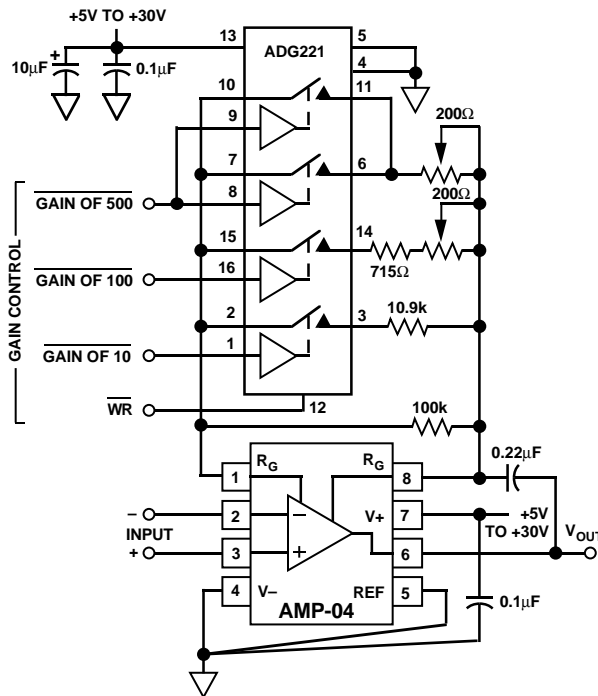 +5V TO +30V
13
ADG221
5
4
10µF
+
0.1µF
10
11
9
200Ω
7
6
GAIN OF 500
8
200Ω
15
14
GAIN OF 100
16
715Ω
2
3
10.9k
GAIN OF 10
1
GAIN CONTROL
WR
12
100k
0.22µF
1
RG
RG
8
–
2
–
V+
7
+5V
TO +30V
INPUT
VOUT
+
3
+
6
4
V–
REF
5
AMP-04
0.1µF